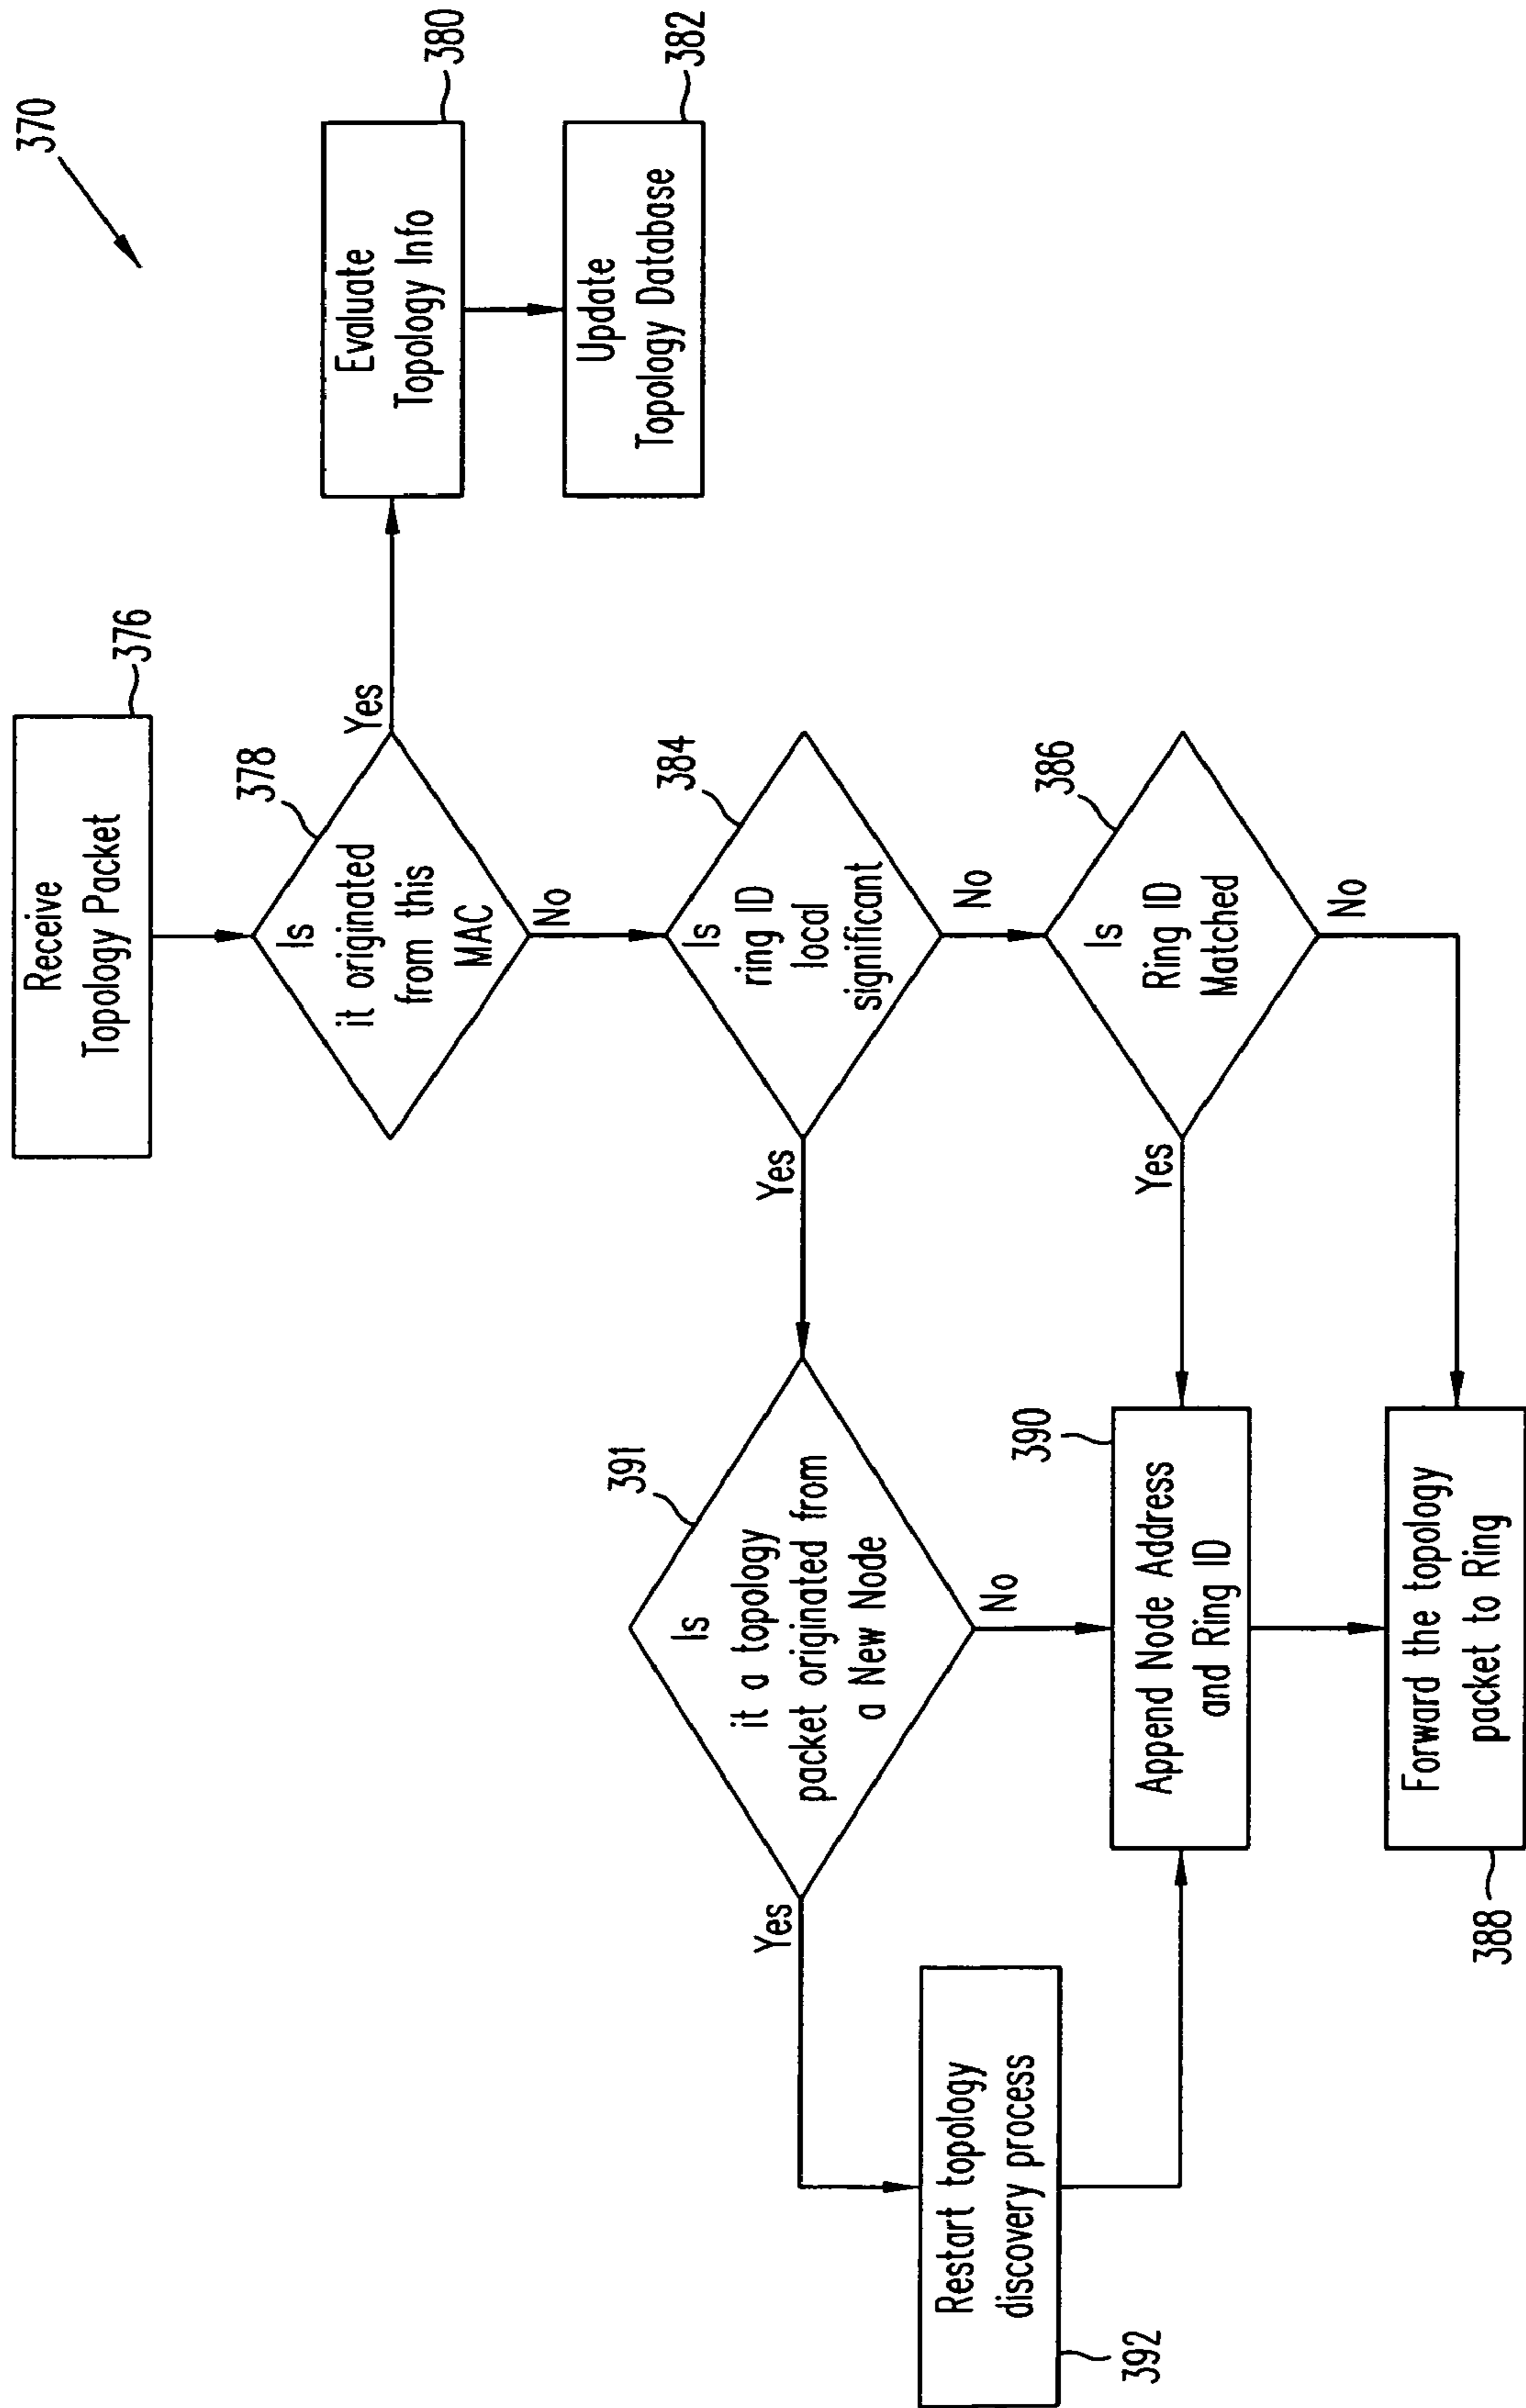 370
Receive
Topology Packet
376
Is
it originated
from this
MAC
378
Yes
No
Evaluate
Topology Info
380
Update
Topology Database
382
Is
ring ID
local
significant
384
Yes
No
Is
Ring ID
Matched
386
Yes
No
Is
it a topology
packet originated from
a New Node
391
Yes
No
Restart topology
discovery process
392
Append Node Address
and Ring ID
390
Forward the topology
packet to Ring
388